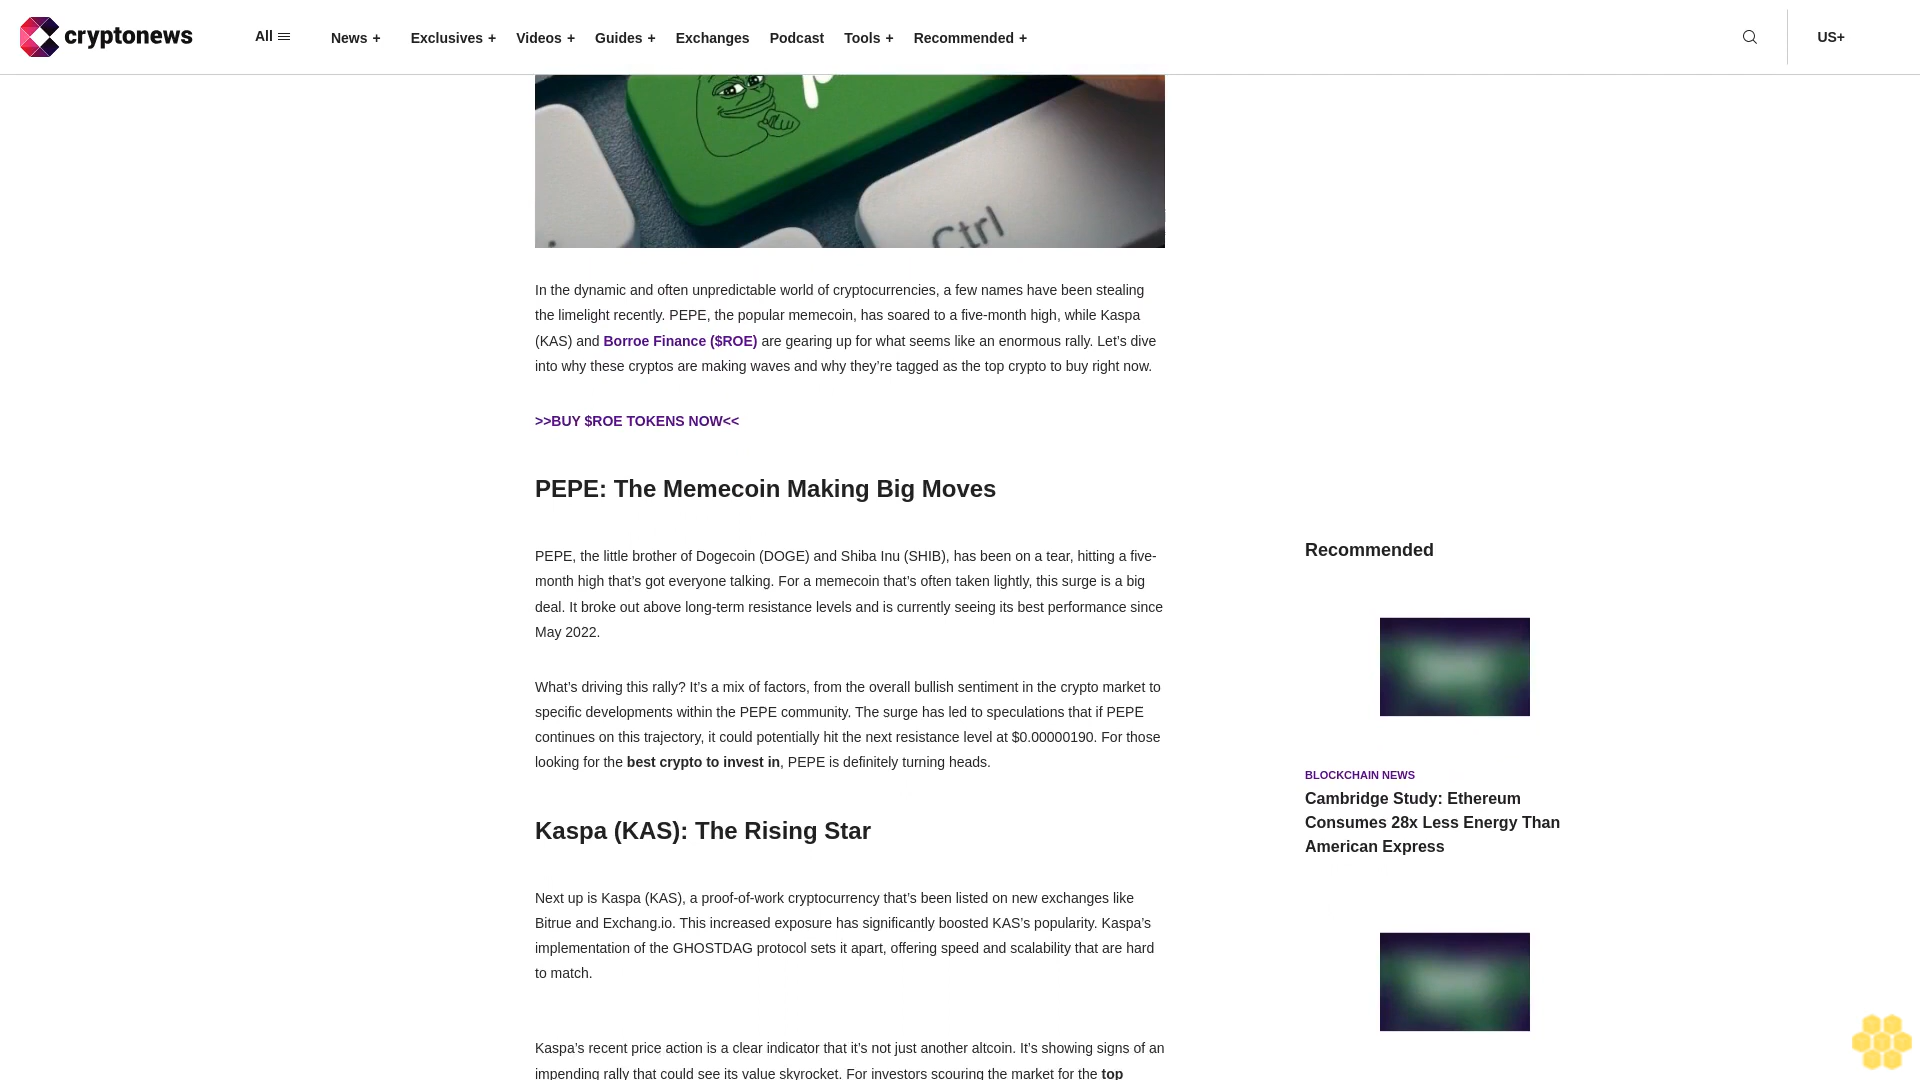 cryptonews
All
News +
Exclusives +
Videos +
Guides +
Exchanges
Podcast
Tools +
Recommended +
US+
Ctrl
In the dynamic and often unpredictable world of cryptocurrencies, a few names have been stealing
the limelight recently. PEPE, the popular memecoin, has soared to a five-month high, while Kaspa
(KAS) and Borroe Finance ($ROE) are gearing up for what seems like an enormous rally. Let’s dive
into why these cryptos are making waves and why they’re tagged as the top crypto to buy right now.
>>BUY $ROE TOKENS NOW<<
PEPE: The Memecoin Making Big Moves
PEPE, the little brother of Dogecoin (DOGE) and Shiba Inu (SHIB), has been on a tear, hitting a five-
month high that’s got everyone talking. For a memecoin that’s often taken lightly, this surge is a big
deal. It broke out above long-term resistance levels and is currently seeing its best performance since
May 2022.
What’s driving this rally? It’s a mix of factors, from the overall bullish sentiment in the crypto market to
specific developments within the PEPE community. The surge has led to speculations that if PEPE
continues on this trajectory, it could potentially hit the next resistance level at $0.00000190. For those
looking for the best crypto to invest in, PEPE is definitely turning heads.
Kaspa (KAS): The Rising Star
Next up is Kaspa (KAS), a proof-of-work cryptocurrency that’s been listed on new exchanges like
Bitrue and Exchang.io. This increased exposure has significantly boosted KAS’s popularity. Kaspa’s
implementation of the GHOSTDAG protocol sets it apart, offering speed and scalability that are hard
to match.
Kaspa’s recent price action is a clear indicator that it’s not just another altcoin. It’s showing signs of an
impending rally that could see its value skyrocket. For investors scouring the market for the top
Recommended
BLOCKCHAIN NEWS
Cambridge Study: Ethereum
Consumes 28x Less Energy Than
American Express